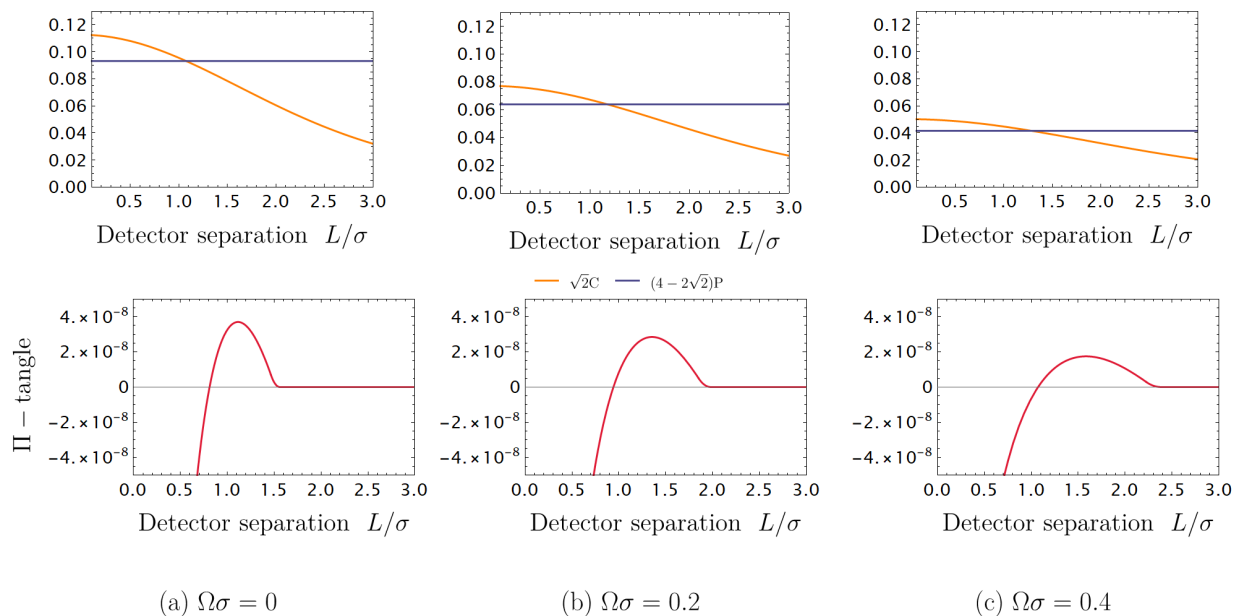 0.12
0.10
0.08
0.06
0.04
0.02
0.00
0.5 1.0 1.5 2.0 2.5 3.0
Detector separation L/σ
0.12
0.10
0.08
0.06
0.04
0.02
0.00
0.5 1.0 1.5 2.0 2.5 3.0
Detector separation L/σ
0.12
0.10
0.08
0.06
0.04
0.02
0.00
0.5 1.0 1.5 2.0 2.5 3.0
Detector separation L/σ
√2C (4 − 2√2)P
Π − tangle
4.×10⁻⁸
2.×10⁻⁸
0
−2.×10⁻⁸
−4.×10⁻⁸
0.0 0.5 1.0 1.5 2.0 2.5 3.0
Detector separation L/σ
4.×10⁻⁸
2.×10⁻⁸
0
−2.×10⁻⁸
−4.×10⁻⁸
0.0 0.5 1.0 1.5 2.0 2.5 3.0
Detector separation L/σ
4.×10⁻⁸
2.×10⁻⁸
0
−2.×10⁻⁸
−4.×10⁻⁸
0.0 0.5 1.0 1.5 2.0 2.5 3.0
Detector separation L/σ
(a) Ωσ = 0
(b) Ωσ = 0.2
(c) Ωσ = 0.4